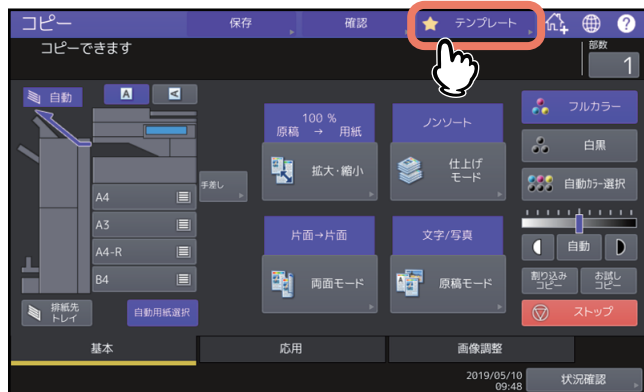 コピー
保存
確認
テンプレート
?
コピーできます
部数
1
自動
A
A
100 %
原稿 → 用紙
ノンソート
フルカラー
拡大・縮小
仕上げ
モード
白黒
手差し
自動ｶﾗｰ選択
A4
A3
A4-R
B4
片面→片面
文字/写真
両面モード
原稿モード
自動
割り込み
コピー
お試し
コピー
排紙先
トレイ
自動用紙選択
ストップ
基本
応用
画像調整
2019/05/10
09:48
状況確認